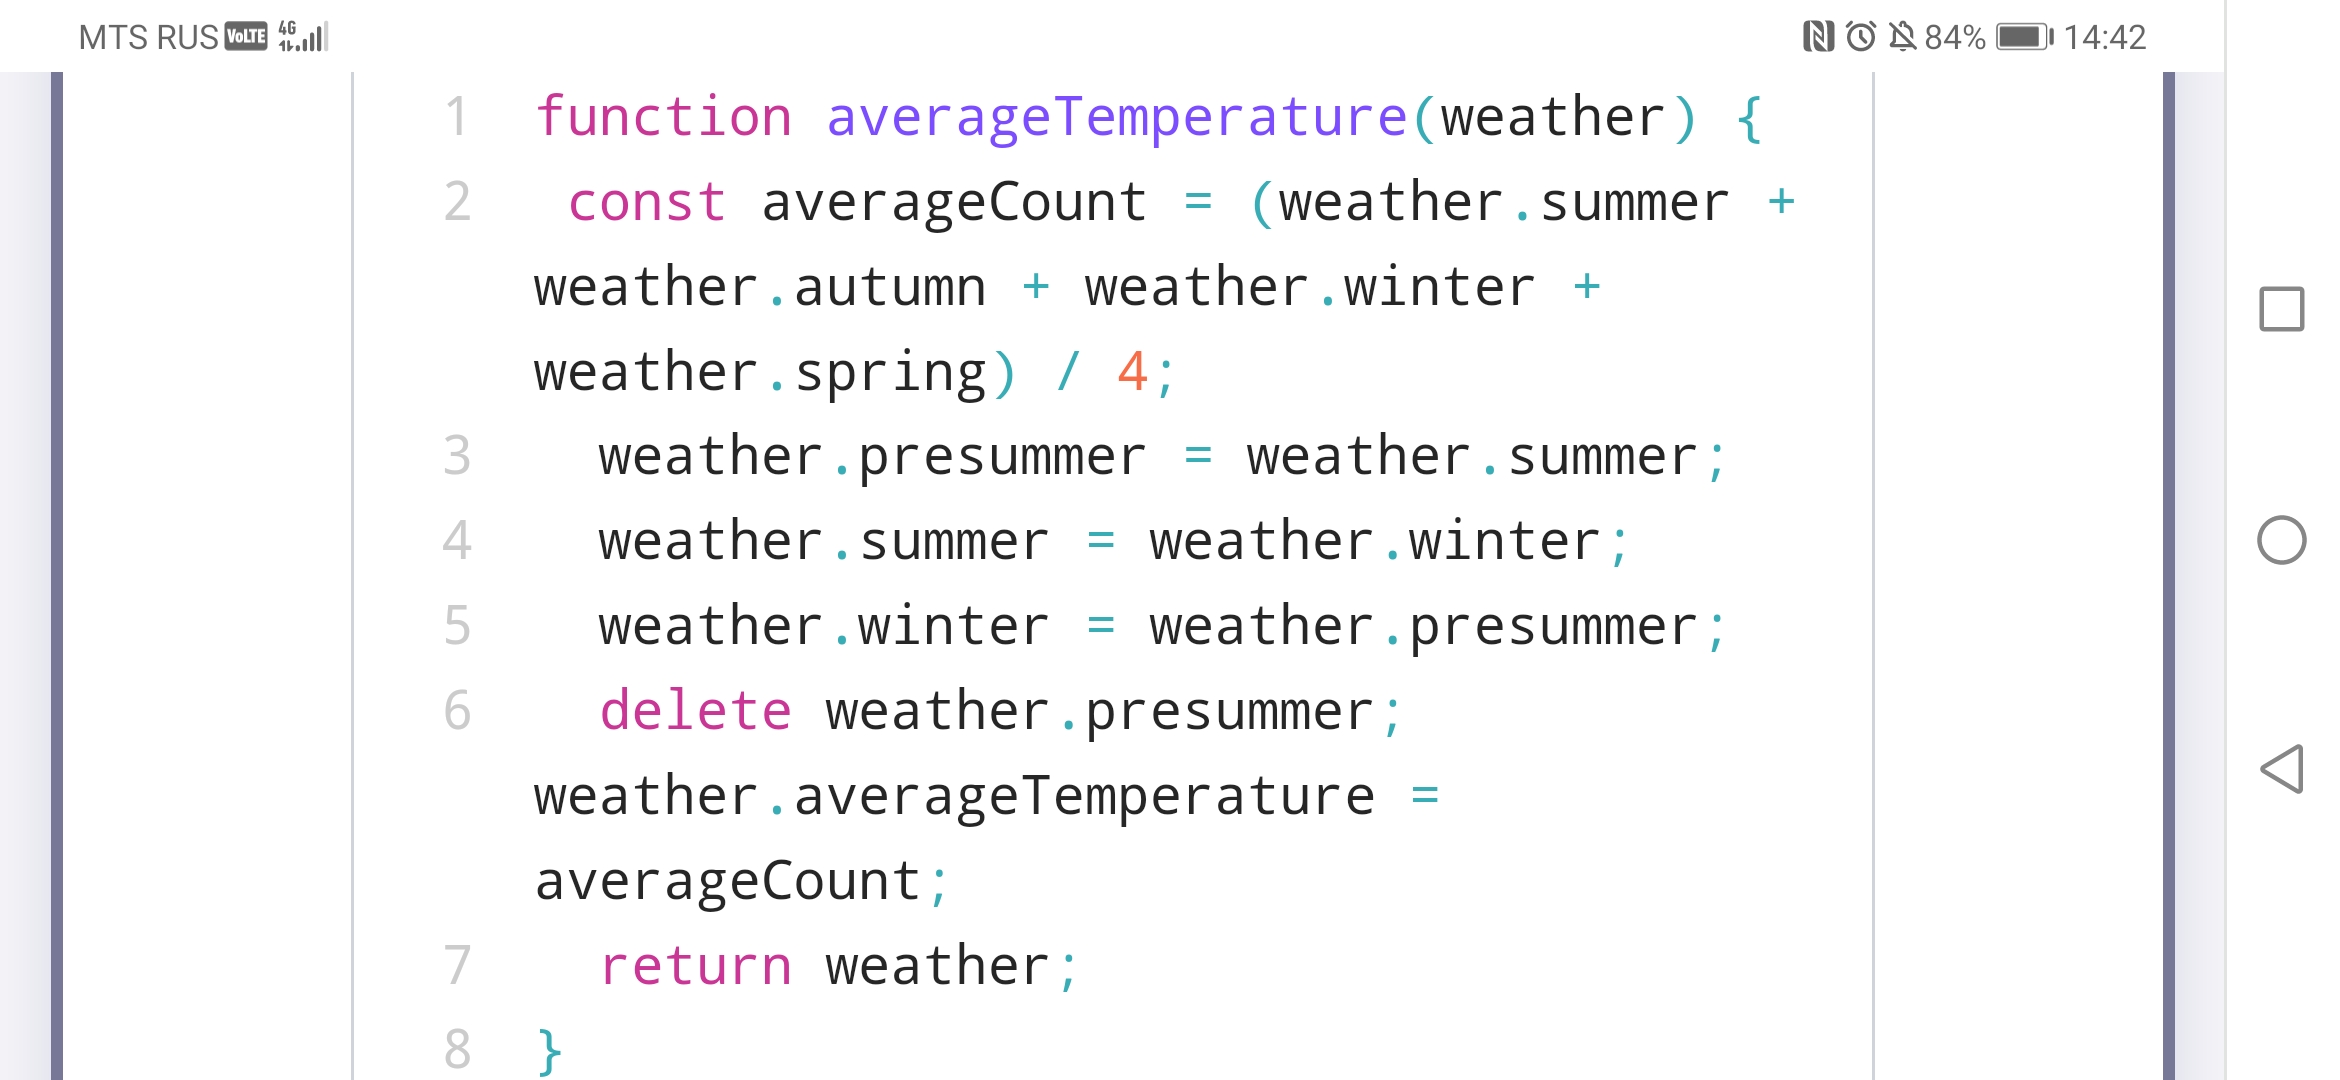 MTS RUS VoLTE 4G 84% 14:42
1 function averageTemperature(weather) {
2 const averageCount = (weather.summer +
weather.autumn + weather.winter +
weather.spring) / 4;
3 weather.presummer = weather.summer;
4 weather.summer = weather.winter;
5 weather.winter = weather.presummer;
6 delete weather.presummer;
weather.averageTemperature =
averageCount;
7 return weather;
8 }